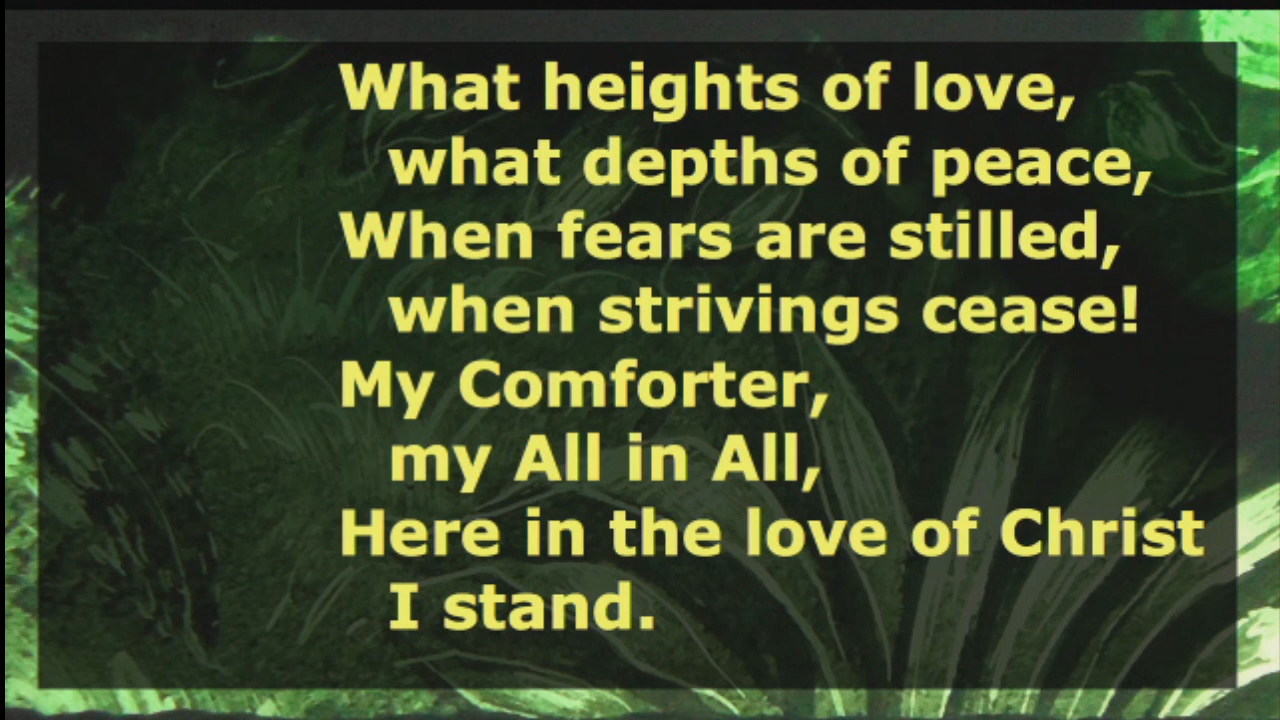 What heights of love,
what depths of peace,
When fears are stilled,
when strivings cease!
My Comforter,
my All in All,
Here in the love of Christ
I stand.